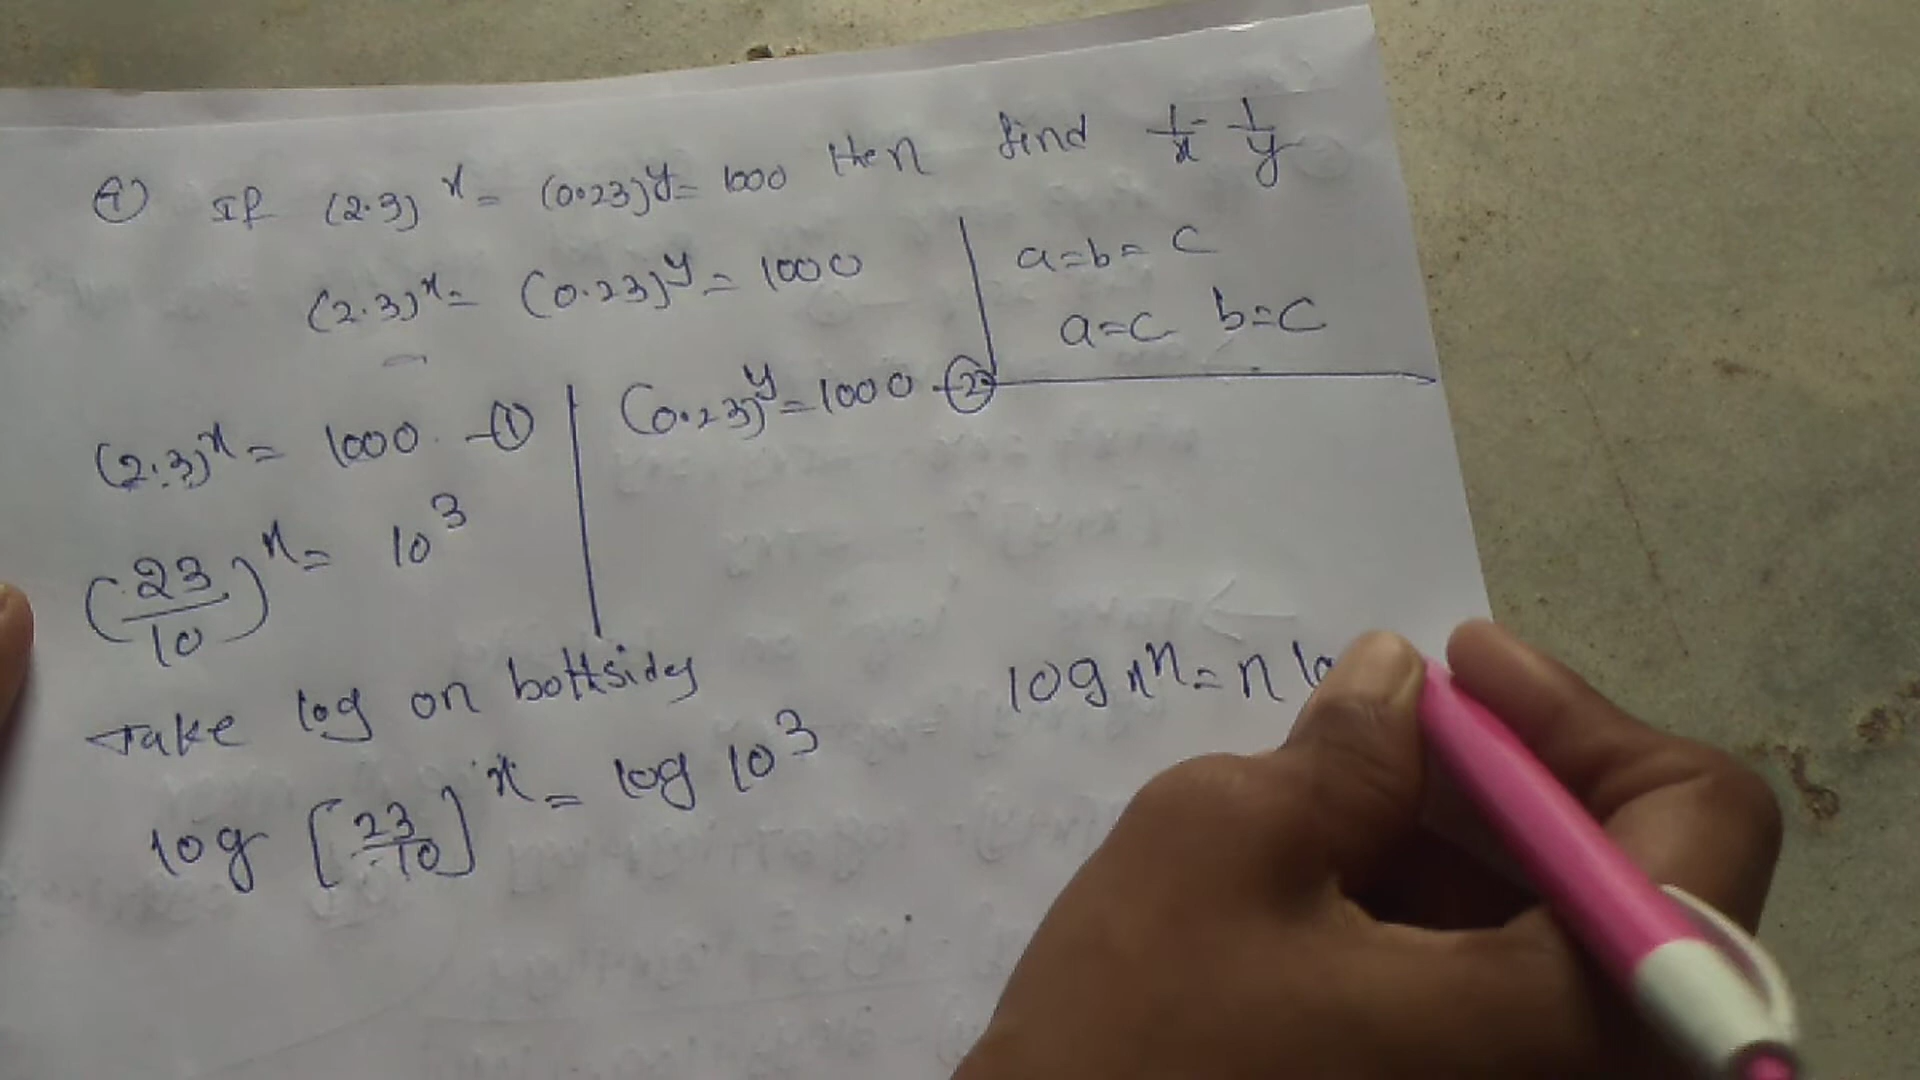 4) If (2.3)^x = (0.23)^y = 1000 then find 1/x - 1/y
(2.3)^x = (0.23)^y = 1000
a=b=c
a=c b=c
(2.3)^x = 1000 -①
(0.23)^y = 1000 -②
(23/10)^x = 10^3
Take log on bothsides
log x^n = n lo
log [23/10]^x = log 10^3